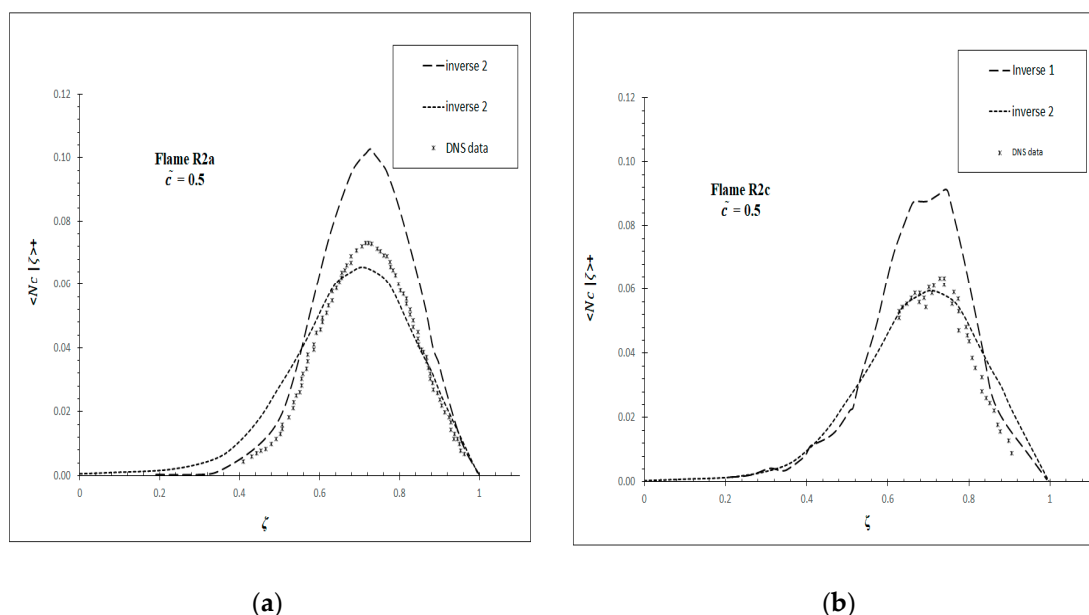 inverse 2
inverse 2
DNS data
Flame R2a
c̃ = 0.5
0.12
0.10
0.08
0.06
0.04
0.02
0.00
<Nc |ζ>+
0
0.2
0.4
0.6
0.8
1
ζ
(a)
Inverse 1
inverse 2
DNS data
Flame R2c
c̃ = 0.5
0.12
0.10
0.08
0.06
0.04
0.02
0.00
<Nc |ζ>+
0
0.2
0.4
0.6
0.8
1
ζ
(b)